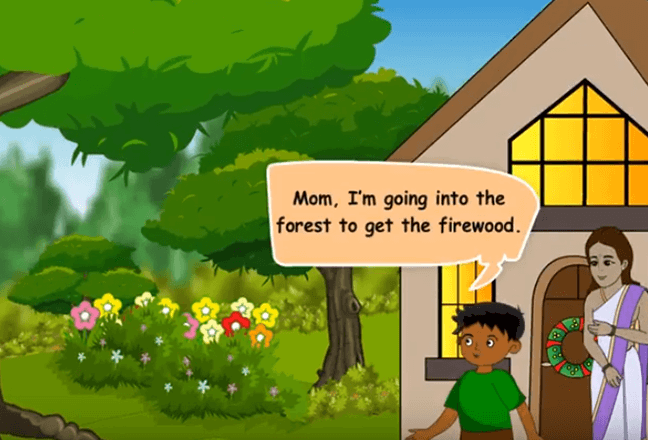 Mom, I'm going into the
forest to get the firewood.